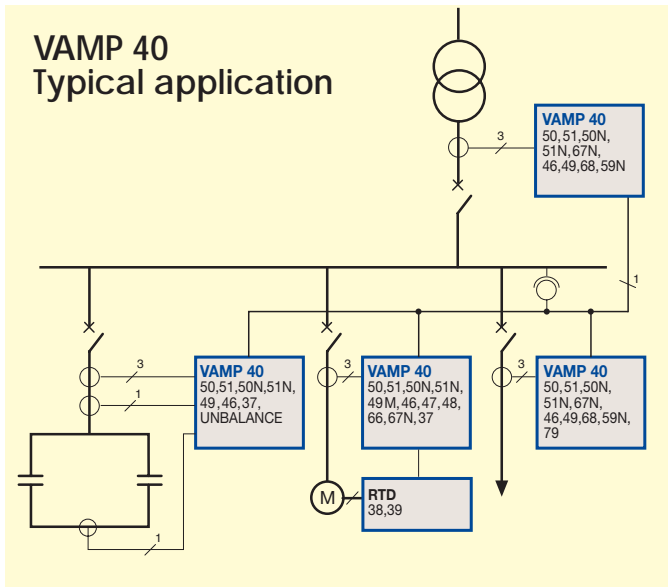 VAMP 40
Typical application
VAMP 40
50,51,50N,
51N,67N,
46,49,68,59N
3
1
3
1
VAMP 40
50,51,50N,51N,
49,46,37,
UNBALANCE
3
VAMP 40
50,51,50N,51N,
49M,46,47,48,
66,67N,37
3
VAMP 40
50,51,50N,
51N,67N,
46,49,68,59N,
79
M
RTD
38,39
1